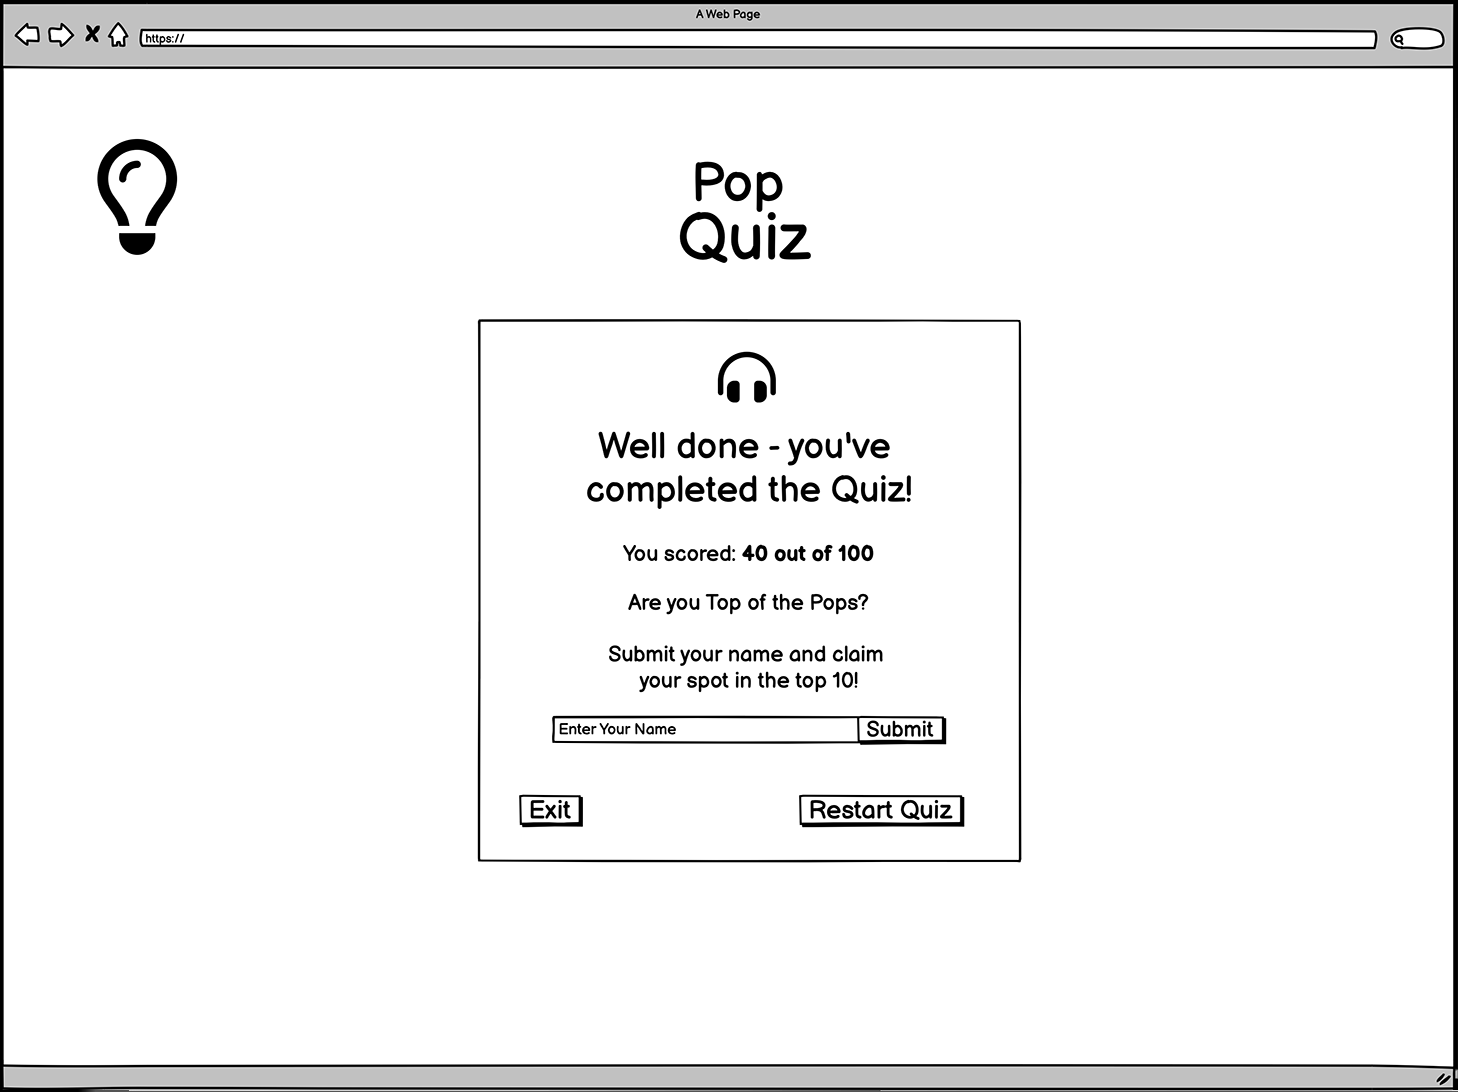 A Web Page
https://
Pop
Quiz
Well done - you've
completed the Quiz!
You scored: 40 out of 100
Are you Top of the Pops?
Submit your name and claim
your spot in the top 10!
Enter Your Name
Submit
Exit
Restart Quiz